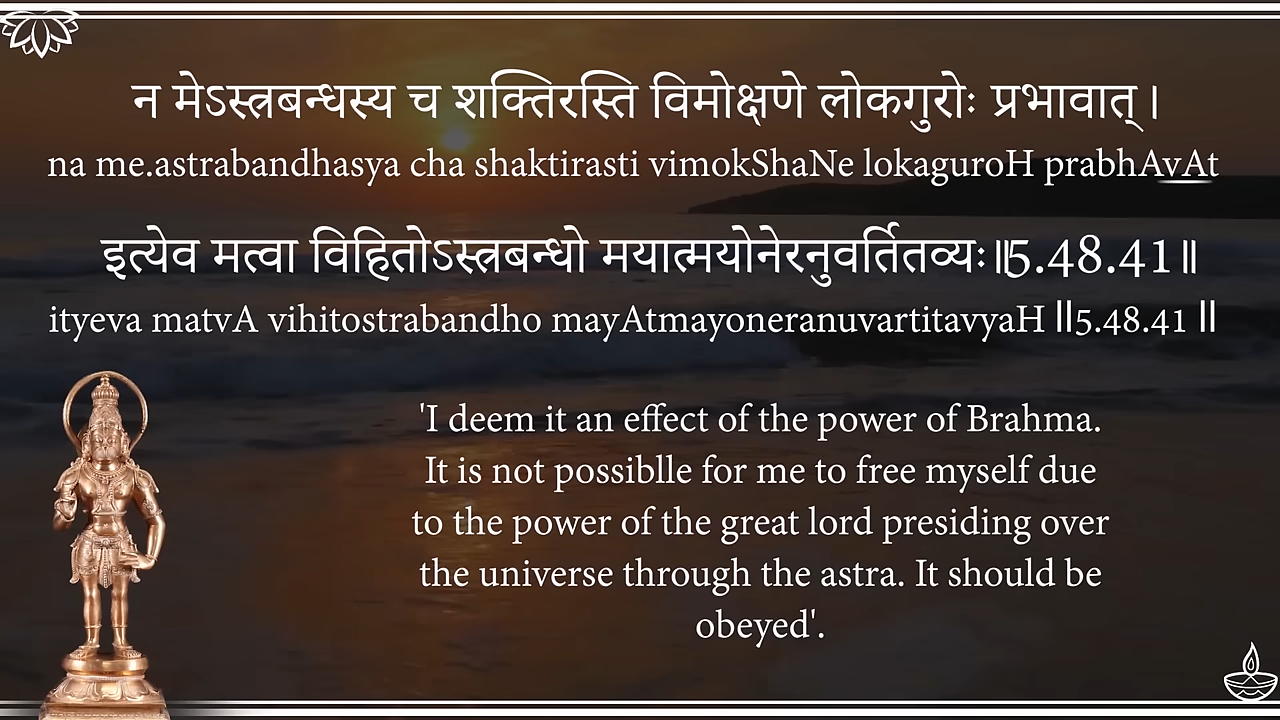 न मेऽस्त्रबन्धस्य च शक्तिरस्ति विमोक्षणे लोकगुरोः प्रभावात् ।
na me.astrabandhasya cha shaktirasti vimokShaNe lokaguroH prabhAvAt
इत्येव मत्वा विहितोऽस्त्रबन्धो मयात्मयोनेरनुवर्तितव्यः॥5.48.41॥
ityeva matvA vihitostrabandho mayAtmayoneranuvartitavyaH ॥5.48.41 ॥
'I deem it an effect of the power of Brahma.
It is not possiblle for me to free myself due
to the power of the great lord presiding over
the universe through the astra. It should be
obeyed'.